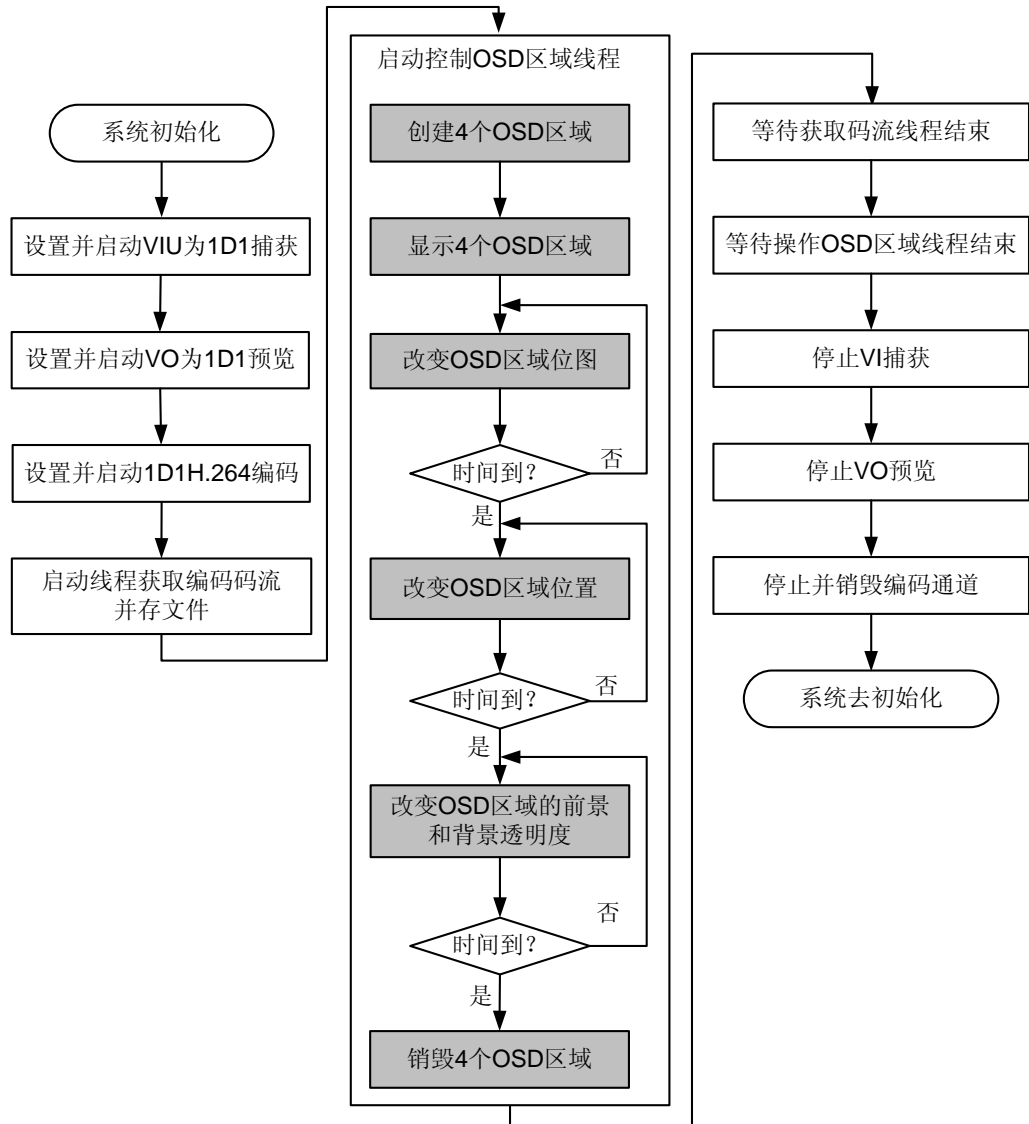 系统初始化
设置并启动VIU为1D1捕获
设置并启动VO为1D1预览
设置并启动1D1H.264编码
启动线程获取编码码流
并存文件
启动控制OSD区域线程
创建4个OSD区域
显示4个OSD区域
改变OSD区域位图
时间到?
否
是
改变OSD区域位置
时间到?
否
是
改变OSD区域的前景
和背景透明度
时间到?
否
是
销毁4个OSD区域
等待获取码流线程结束
等待操作OSD区域线程结束
停止VI捕获
停止VO预览
停止并销毁编码通道
系统去初始化